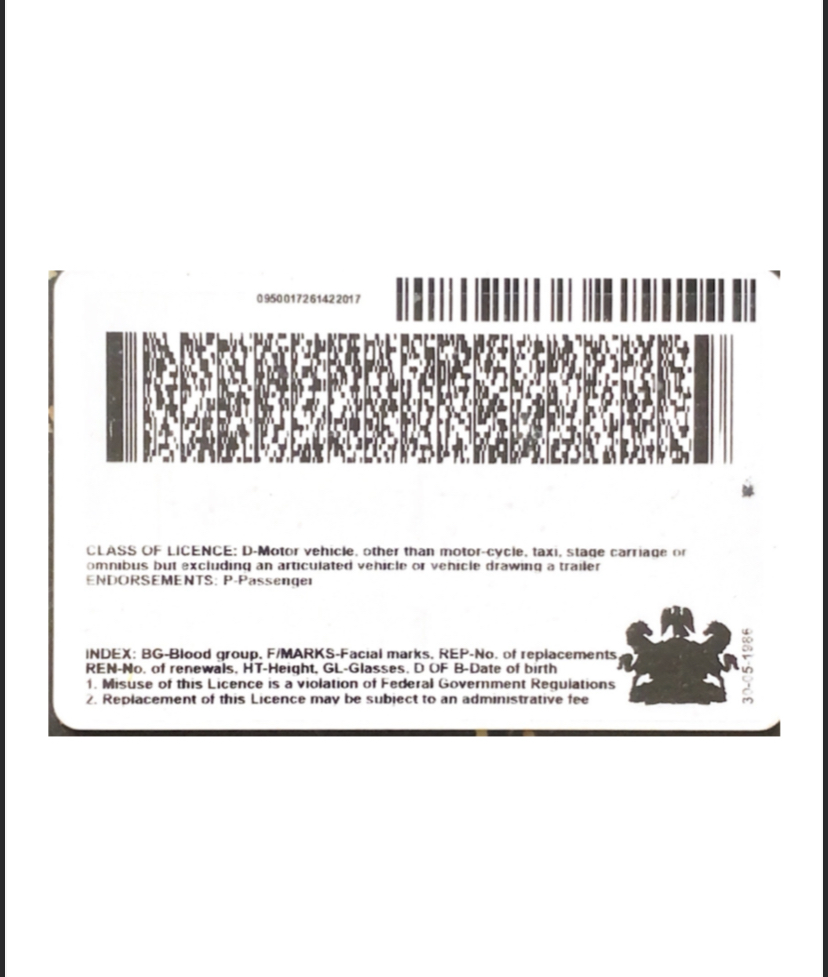 0950017261422017
CLASS OF LICENCE: D-Motor vehicle, other than motor-cycle, taxi, stage carriage or
omnibus but excluding an articulated vehicle or vehicle drawing a trailer
ENDORSEMENTS: P-Passenger
INDEX: BG-Blood group, F/MARKS-Facial marks, REP-No. of replacements
REN-No. of renewals, HT-Height, GL-Glasses, D OF B-Date of birth
1. Misuse of this Licence is a violation of Federal Government Regulations
2. Replacement of this Licence may be subject to an administrative fee
30-05-1986